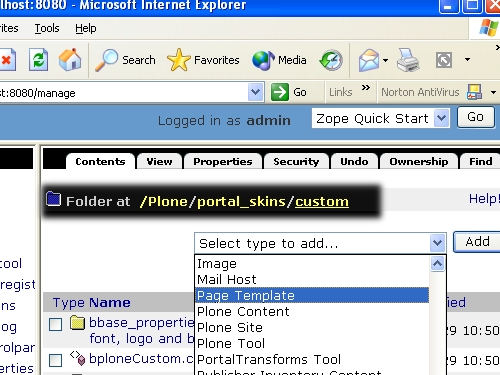 lhost:8080 - Microsoft Internet Explorer
es Tools Help
Search Favorites Media
st:8080/manage Go Links » Norton AntiVirus
Logged in as admin Zope Quick Start Go
Contents View Properties Security Undo Ownership Find
Folder at /Plone/portal_skins/custom Help!
Select type to add... Add
Image
Mail Host
Page Template
Plone Content
Plone Site
Plone Tool
PortalTransforms Tool
Publisher Inventory Content
tool
regist
ns
og
rolpar
Type Name ied
bbase_propertie 29 10:50
font, logo and b
bploneCustom.c 29 10:50